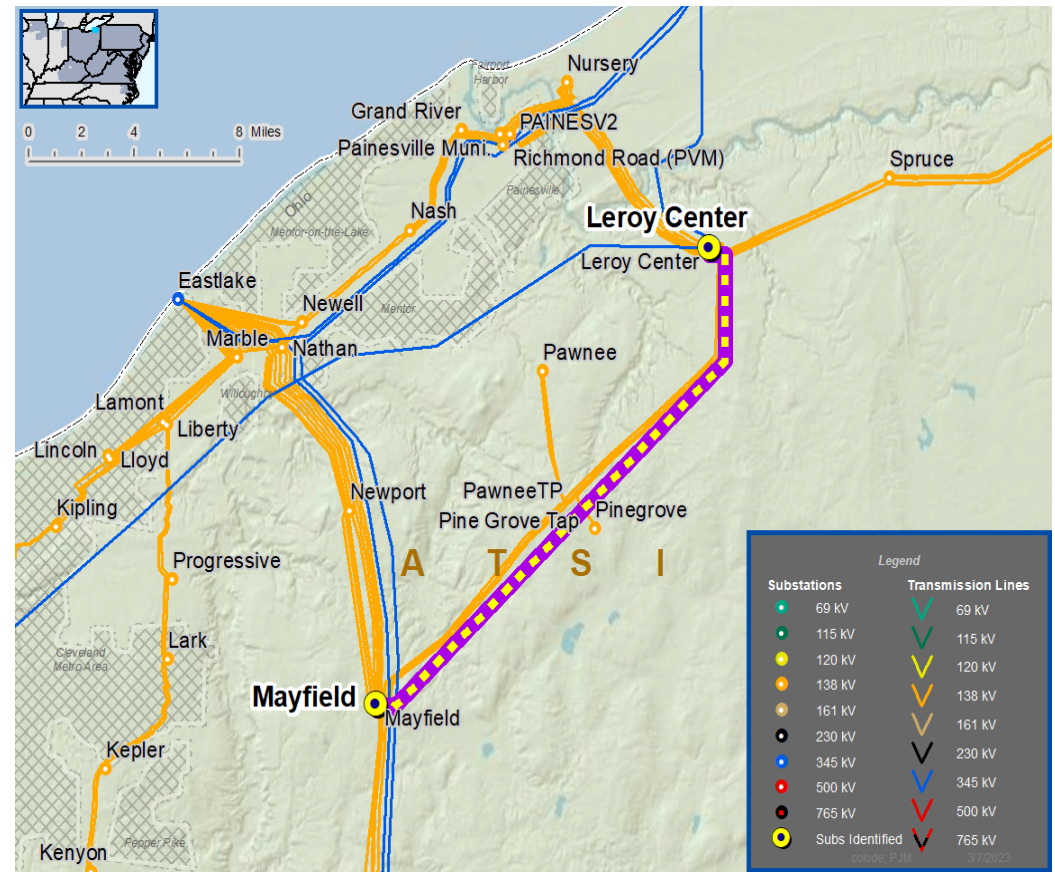 Nursery
Fairport
Harbor
Grand River
PAINESV2
Painesville Muni.
Richmond Road (PVM)
Spruce
Painesville
Ohio
Nash
Mentor-on-the-Lake
Leroy Center
Leroy Center
Eastlake
Newell
Mentor
Marble
Nathan
Pawnee
Willoughby
Lamont
Liberty
Lincoln
Lloyd
Newport
PawneeTP
Kipling
Pine Grove Tap
Pinegrove
Progressive
A T S I
Lark
Cleveland
Metro Area
Mayfield
Mayfield
Kepler
Pepper Pike
Kenyon
0 2 4 8 Miles
Legend
Substations Transmission Lines
69 kV 69 kV
115 kV 115 kV
120 kV 120 kV
138 kV 138 kV
161 kV 161 kV
230 kV 230 kV
345 kV 345 kV
500 kV 500 kV
765 kV 765 kV
Subs Identified
colode; PJM 3/7/2023